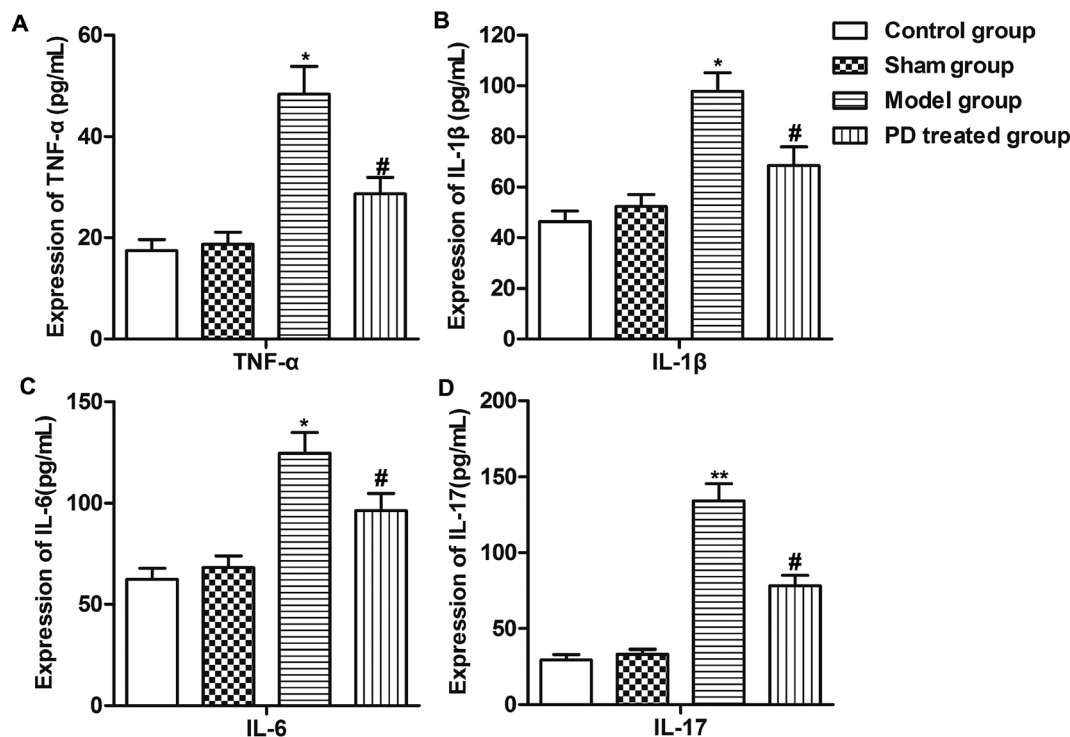 A
Expression of TNF-α (pg/mL)
60
40
20
0
*
#
TNF-α
B
Expression of IL-1β (pg/mL)
120
100
80
60
40
20
0
*
#
IL-1β
Control group
Sham group
Model group
PD treated group
C
Expression of IL-6(pg/mL)
150
100
50
0
*
#
IL-6
D
Expression of IL-17(pg/mL)
200
150
100
50
0
**
#
IL-17